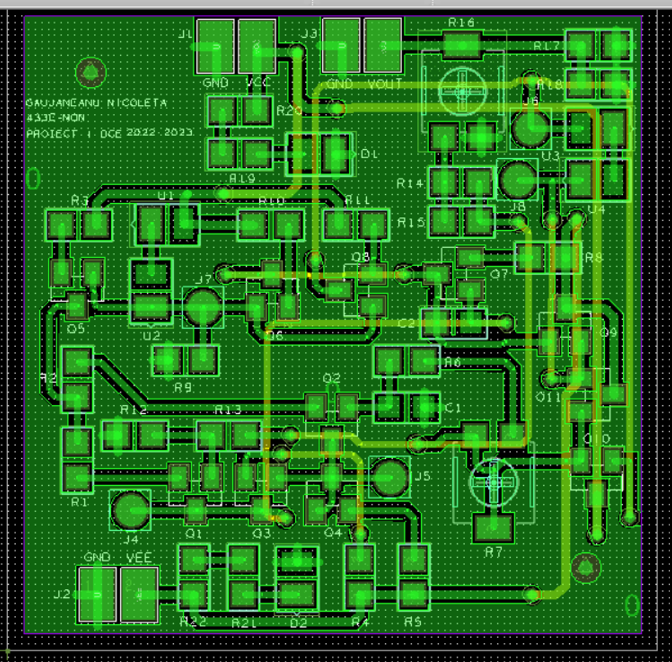 J1 J3 R16
R17
GND VCC GND VOUT
R18
GAUJANEANU NICOLETA
R20 J6
433E-NON
PROIECT 1 DCE 2022-2023
D1 U3
R19
0
R14
R3 U1 R10 R11 J8 U4
R15
Q8 R8
J7 Q7
Q5 U2 Q6 C2 Q9
R2 R9 R6
Q2 Q11
R12 R13 C1
Q10
R1 J5
J4 Q1 Q3 Q4
R7
GND VEE
J2 0
R22 R21 D2 R4 R5